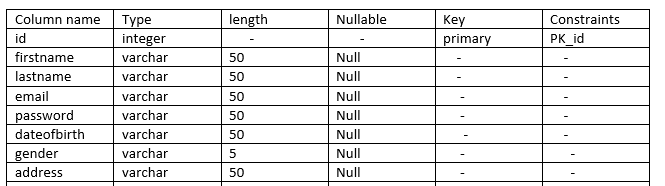 Column name Type length Nullable Key Constraints
id integer - - primary PK_id
firstname varchar 50 Null - -
lastname varchar 50 Null - -
email varchar 50 Null - -
password varchar 50 Null - -
dateofbirth varchar 50 Null - -
gender varchar 5 Null - -
address varchar 50 Null - -